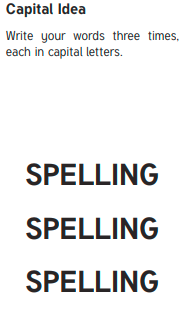 Capital Idea
Write your words three times,
each in capital letters.
SPELLING
SPELLING
SPELLING